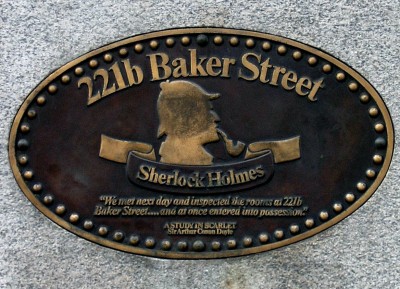 221b Baker Street
Sherlock Holmes
"We met next day and inspected the rooms at 221b
Baker Street.....and at once entered into possession."
A STUDY IN SCARLET
Sir Arthur Conan Doyle